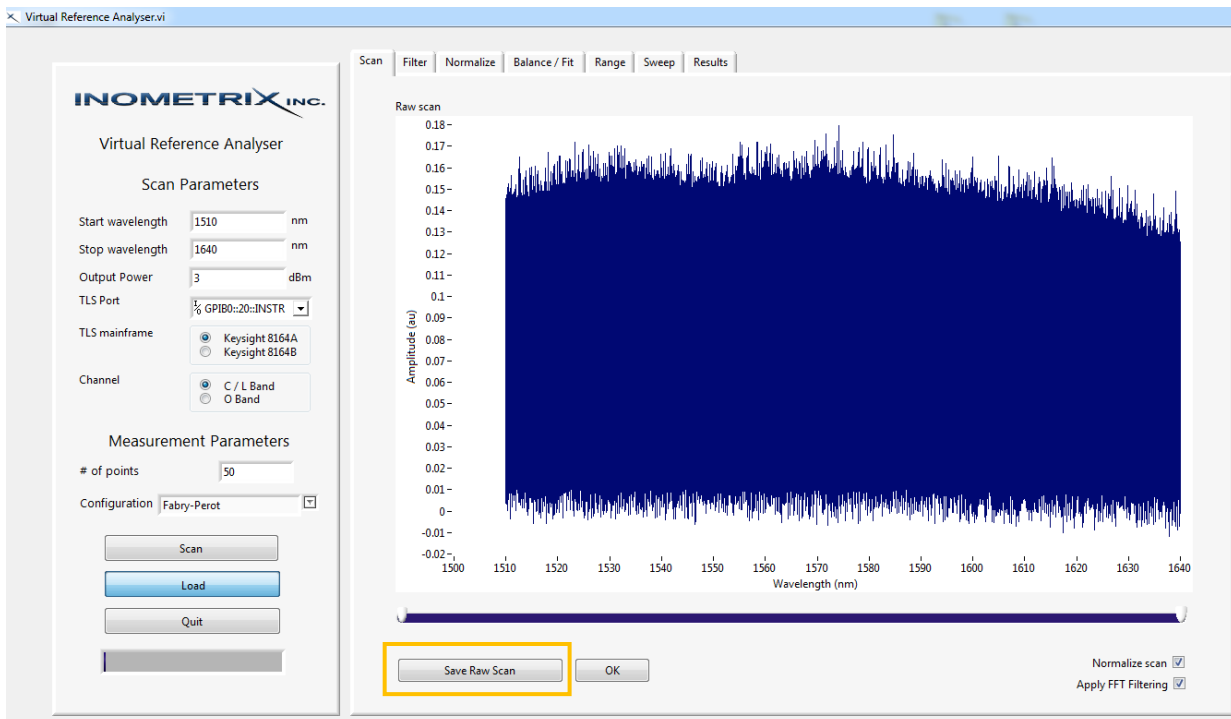 Virtual Reference Analyser.vi
INOMETRIX INC.
Virtual Reference Analyser
Scan Parameters
Start wavelength 1510 nm
Stop wavelength 1640 nm
Output Power 3 dBm
TLS Port GPIB0::20::INSTR
TLS mainframe Keysight 8164A
Keysight 8164B
Channel C / L Band
O Band
Measurement Parameters
# of points 50
Configuration Fabry-Perot
Scan
Load
Quit
Scan Filter Normalize Balance / Fit Range Sweep Results
Raw scan
0.18
0.17
0.16
0.15
0.14
0.13
0.12
0.11
0.1
0.09
0.08
0.07
0.06
0.05
0.04
0.03
0.02
0.01
0
-0.01
-0.02
Amplitude (au)
1500 1510 1520 1530 1540 1550 1560 1570 1580 1590 1600 1610 1620 1630 1640
Wavelength (nm)
Save Raw Scan OK
Normalize scan
Apply FFT Filtering